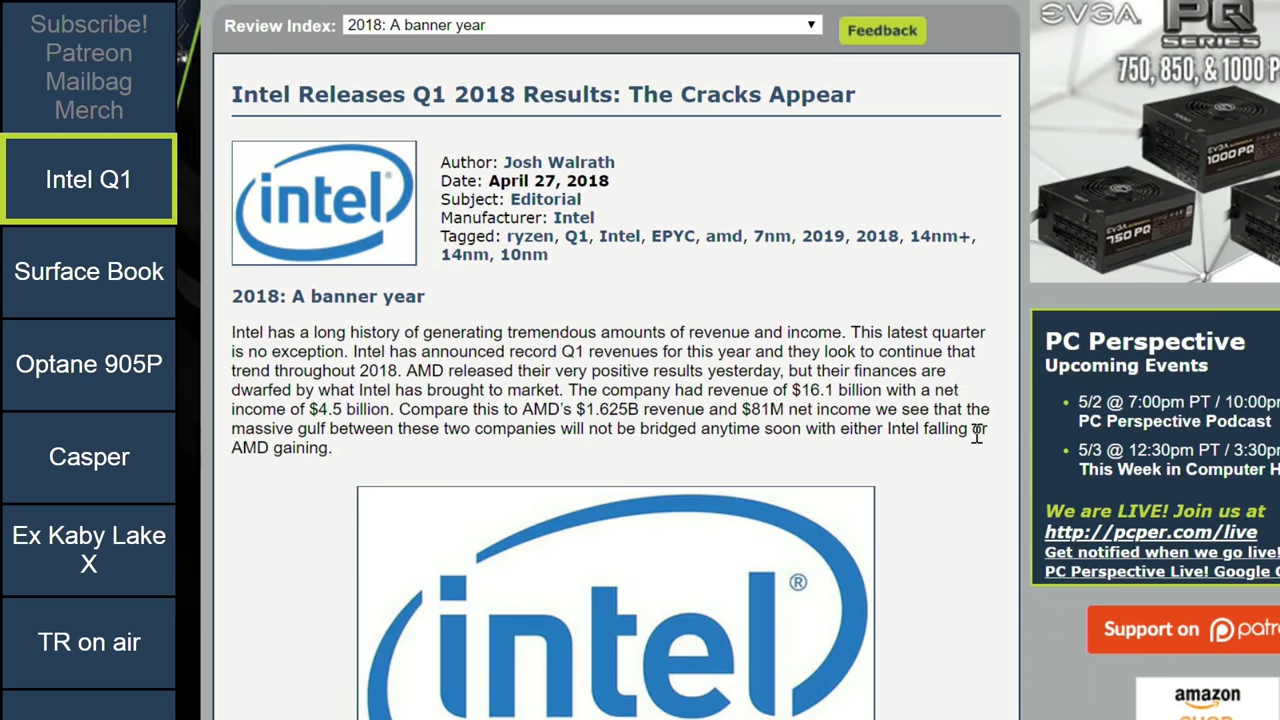 Subscribe!
Patreon
Mailbag
Merch
Intel Q1
Surface Book
Optane 905P
Casper
Ex Kaby Lake
X
TR on air
Review Index:
2018: A banner year
Feedback
Intel Releases Q1 2018 Results: The Cracks Appear
intel
Author: Josh Walrath
Date: April 27, 2018
Subject: Editorial
Manufacturer: Intel
Tagged: ryzen, Q1, Intel, EPYC, amd, 7nm, 2019, 2018, 14nm+,
14nm, 10nm
2018: A banner year
Intel has a long history of generating tremendous amounts of revenue and income. This latest quarter
is no exception. Intel has announced record Q1 revenues for this year and they look to continue that
trend throughout 2018. AMD released their very positive results yesterday, but their finances are
dwarfed by what Intel has brought to market. The company had revenue of $16.1 billion with a net
income of $4.5 billion. Compare this to AMD's $1.625B revenue and $81M net income we see that the
massive gulf between these two companies will not be bridged anytime soon with either Intel falling or
AMD gaining.
intel®
EVGA. PQ
SERIES
750, 850, & 1000 P
1000 PQ
750 PQ
PC Perspective
Upcoming Events
5/2 @ 7:00pm PT / 10:00p
PC Perspective Podcast
5/3 @ 12:30pm PT / 3:30p
This Week in Computer H
We are LIVE! Join us at
http://pcper.com/live
Get notified when we go live!
PC Perspective Live! Google C
Support on patr
amazon
SHOP